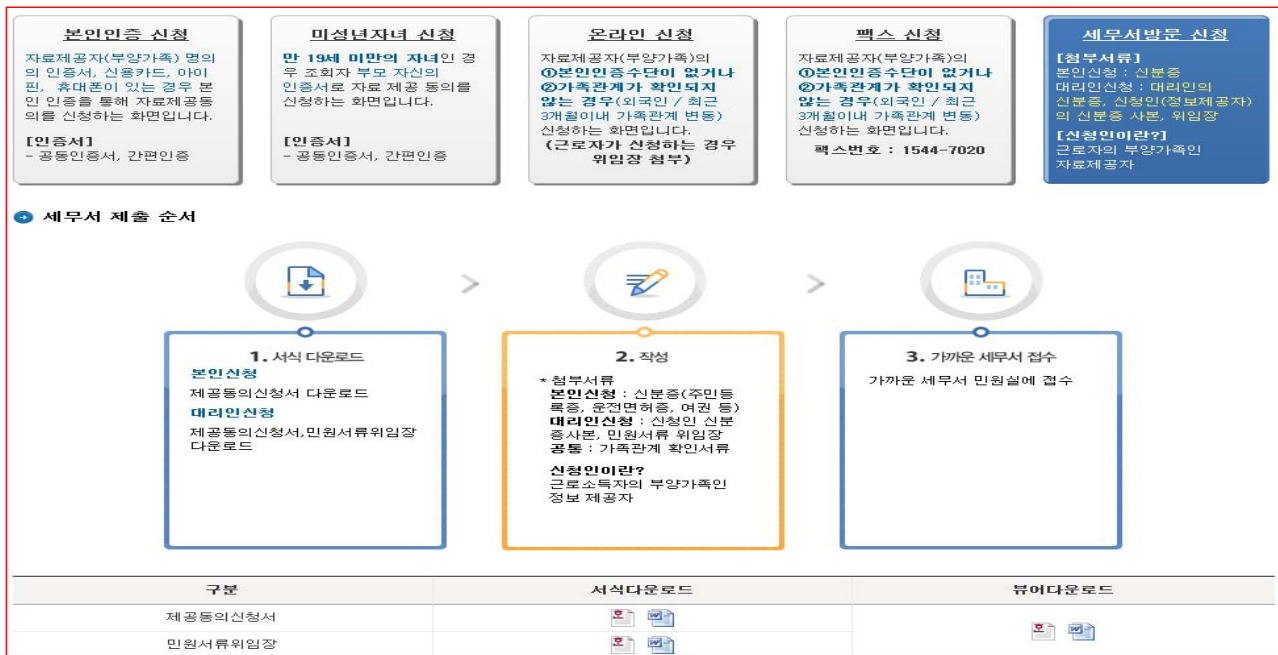 본인인증 신청
자료제공자(부양가족) 명의
의 인증서, 신용카드, 아이
핀, 휴대폰이 있는 경우 본
인 인증을 통해 자료제공동
의를 신청하는 화면입니다.
[인증서]
- 공동인증서, 간편인증
미성년자녀 신청
만 19세 미만의 자녀인 경
우 조회자 부모 자신의
인증서로 자료 제공 동의를
신청하는 화면입니다.
[인증서]
- 공동인증서, 간편인증
온라인 신청
자료제공자(부양가족)의
①본인인증수단이 없거나
②가족관계가 확인되지
않는 경우(외국인 / 최근
3개월이내 가족관계 변동)
신청하는 화면입니다.
(근로자가 신청하는 경우
위임장 첨부)
팩스 신청
자료제공자(부양가족)의
①본인인증수단이 없거나
②가족관계가 확인되지
않는 경우(외국인 / 최근
3개월이내 가족관계 변동)
신청하는 화면입니다.
팩스번호 : 1544-7020
세무서방문 신청
[첨부서류]
본인신청 : 신분증
대리인신청 : 대리인의
신분증, 신청인(정보제공자)
의 신분증 사본, 위임장
[신청인이란?]
근로자의 부양가족인
자료제공자
세무서 제출 순서
1. 서식 다운로드
본인신청
제공동의신청서 다운로드
대리인신청
제공동의신청서,민원서류위임장
다운로드
2. 작성
* 첨부서류
본인신청 : 신분증(주민등
록증, 운전면허증, 여권 등)
대리인신청 : 신청인 신분
증사본, 민원서류 위임장
공통 : 가족관계 확인서류
신청인이란?
근로소득자의 부양가족인
정보 제공자
3. 가까운 세무서 접수
가까운 세무서 민원실에 접수
구분 서식다운로드 뷰어다운로드
제공동의신청서
민원서류위임장